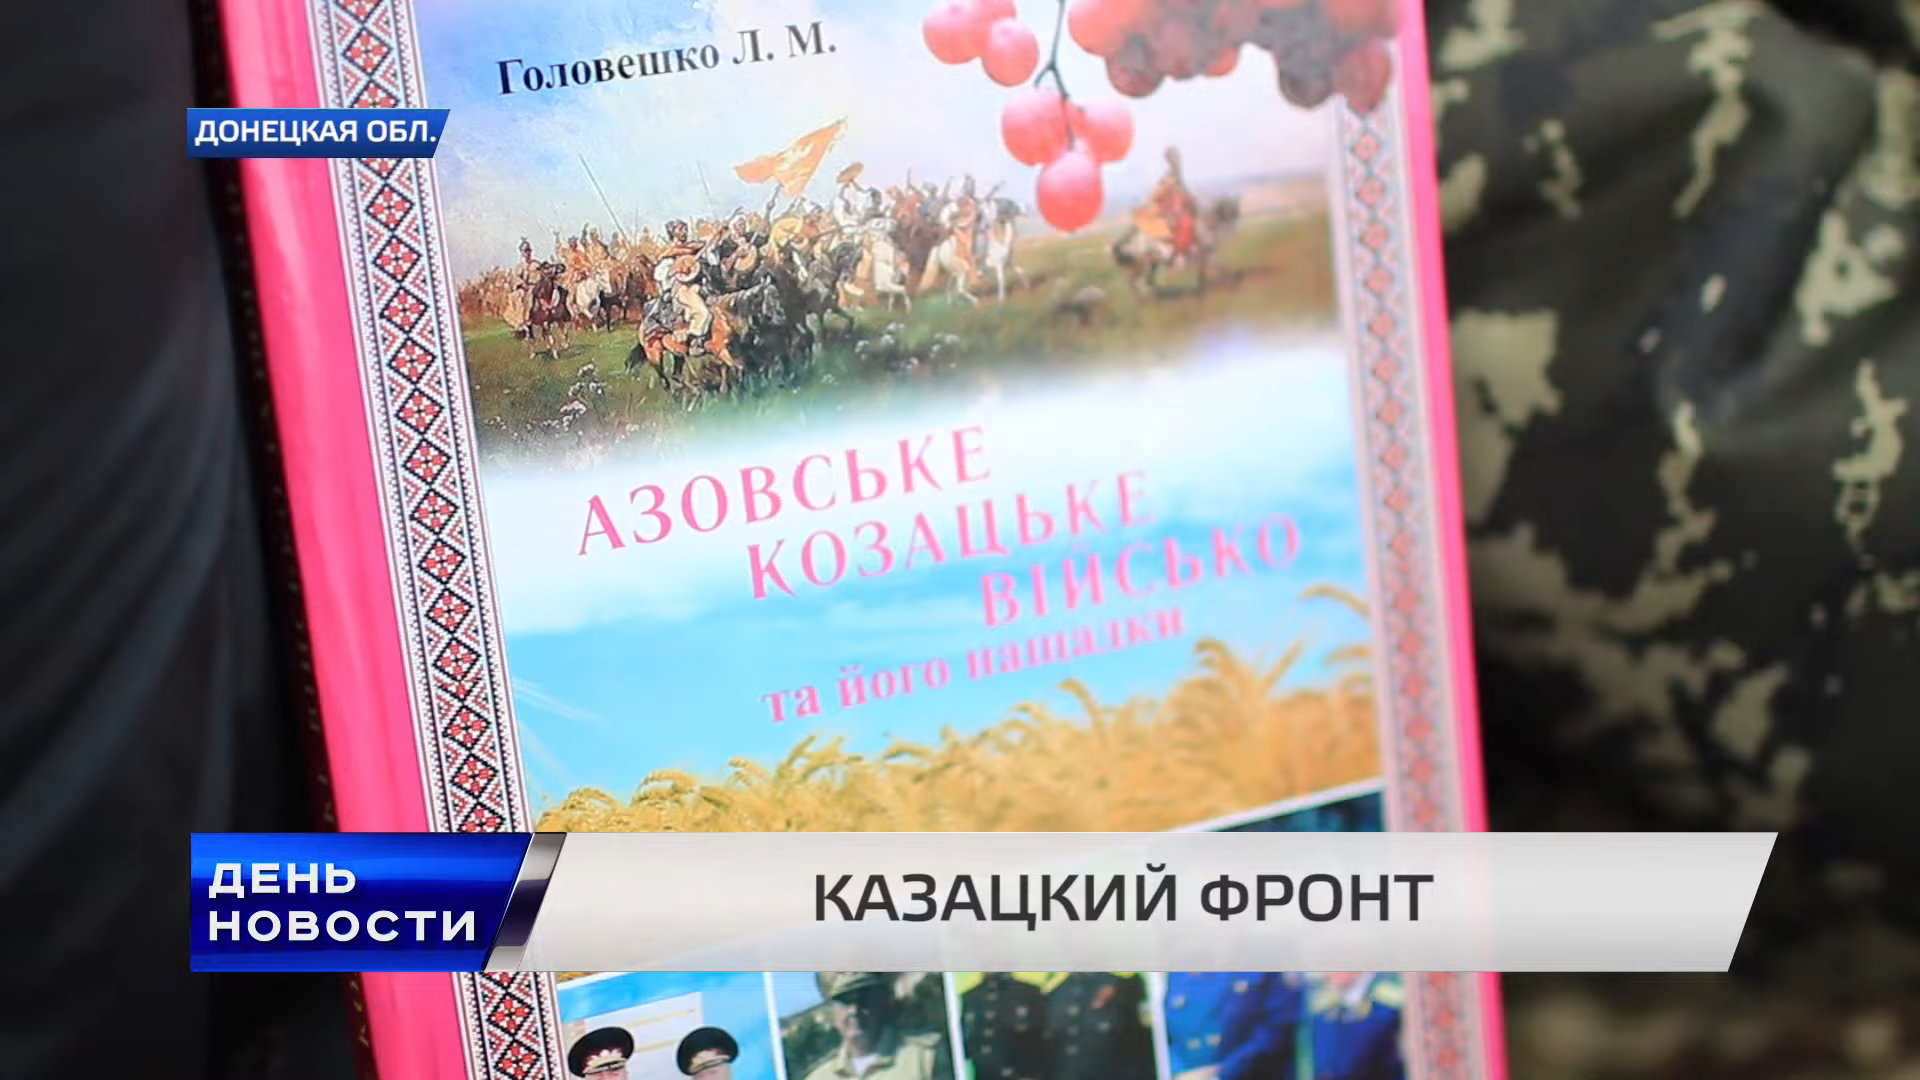 Головешко Л. М.
ДОНЕЦКАЯ ОБЛ.
АЗОВСЬКЕ
КОЗАЦЬКЕ
ВІЙСЬКО
та його нащадки
ДЕНЬ
НОВОСТИ
КАЗАЦКИЙ ФРОНТ